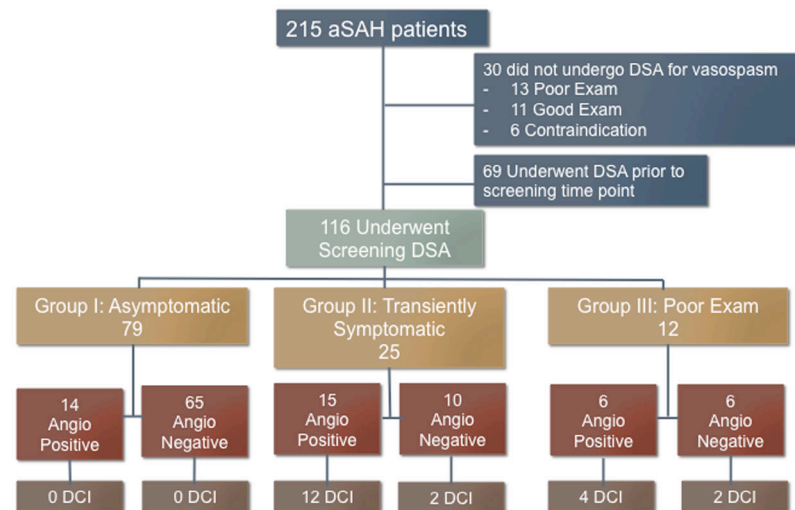 215 aSAH patients
30 did not undergo DSA for vasospasm
- 13 Poor Exam
- 11 Good Exam
- 6 Contraindication
69 Underwent DSA prior to
screening time point
116 Underwent
Screening DSA
Group I: Asymptomatic
79
Group II: Transiently
Symptomatic
25
Group III: Poor Exam
12
14
Angio
Positive
65
Angio
Negative
15
Angio
Positive
10
Angio
Negative
6
Angio
Positive
6
Angio
Negative
0 DCI
0 DCI
12 DCI
2 DCI
4 DCI
2 DCI